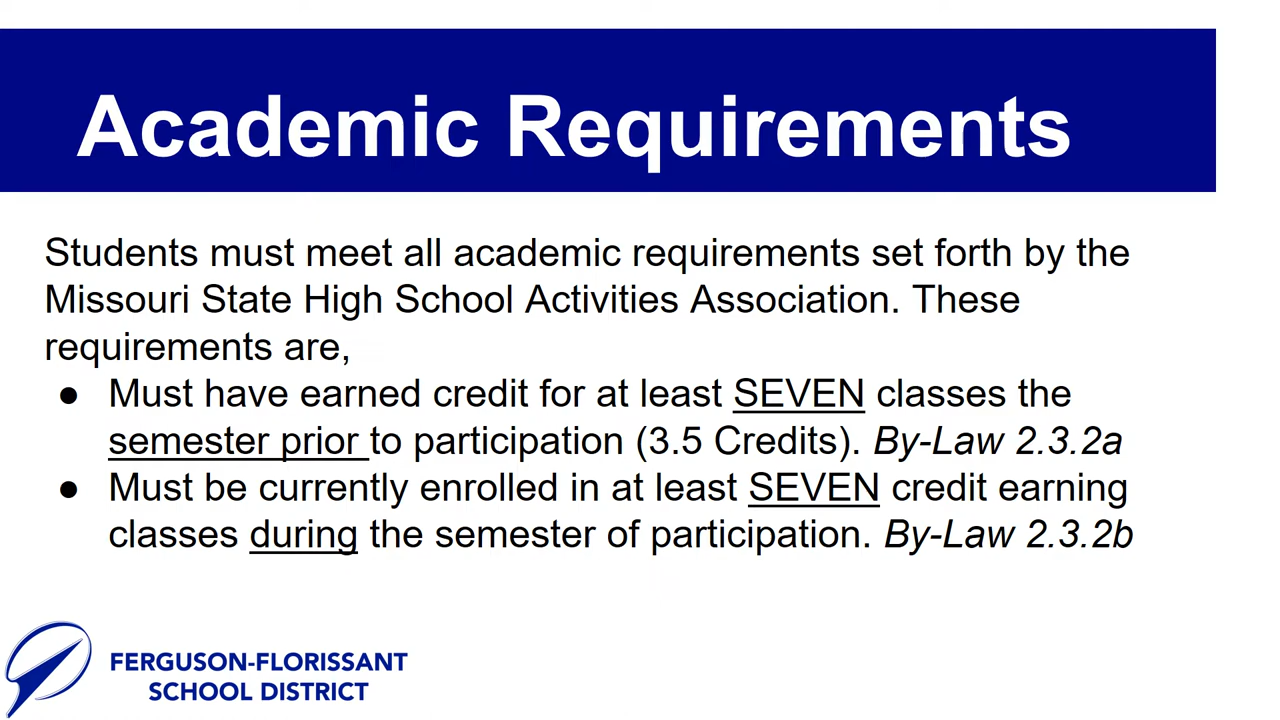 Academic Requirements
Students must meet all academic requirements set forth by the
Missouri State High School Activities Association. These
requirements are,
● Must have earned credit for at least SEVEN classes the
semester prior to participation (3.5 Credits). By-Law 2.3.2a
● Must be currently enrolled in at least SEVEN credit earning
classes during the semester of participation. By-Law 2.3.2b
FERGUSON-FLORISSANT
SCHOOL DISTRICT